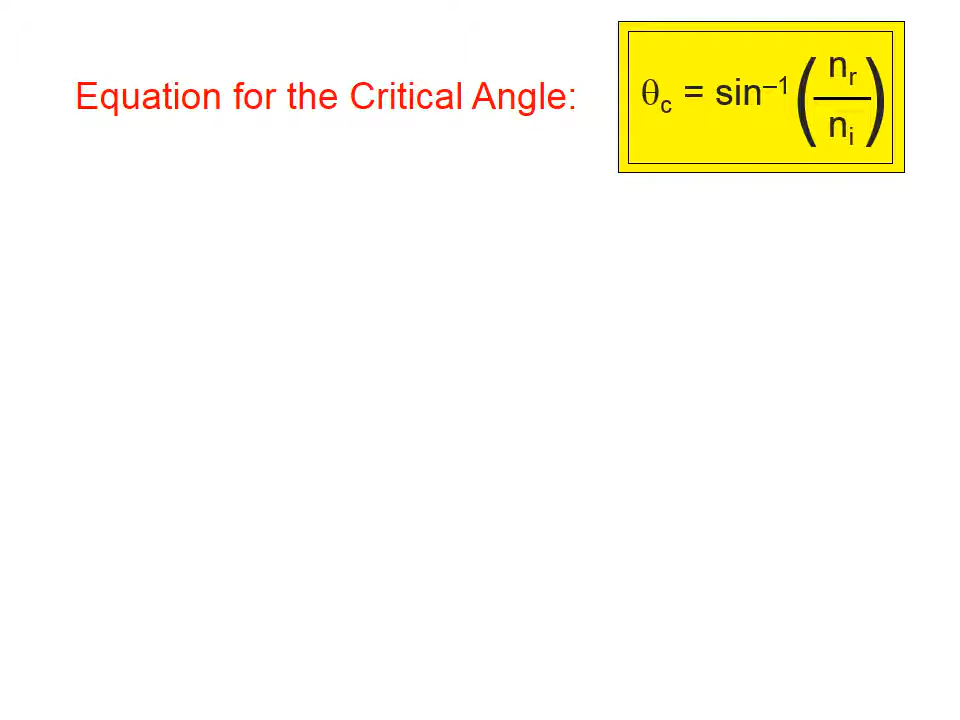 Equation for the Critical Angle:
θc = sin–1 (nr/ni)